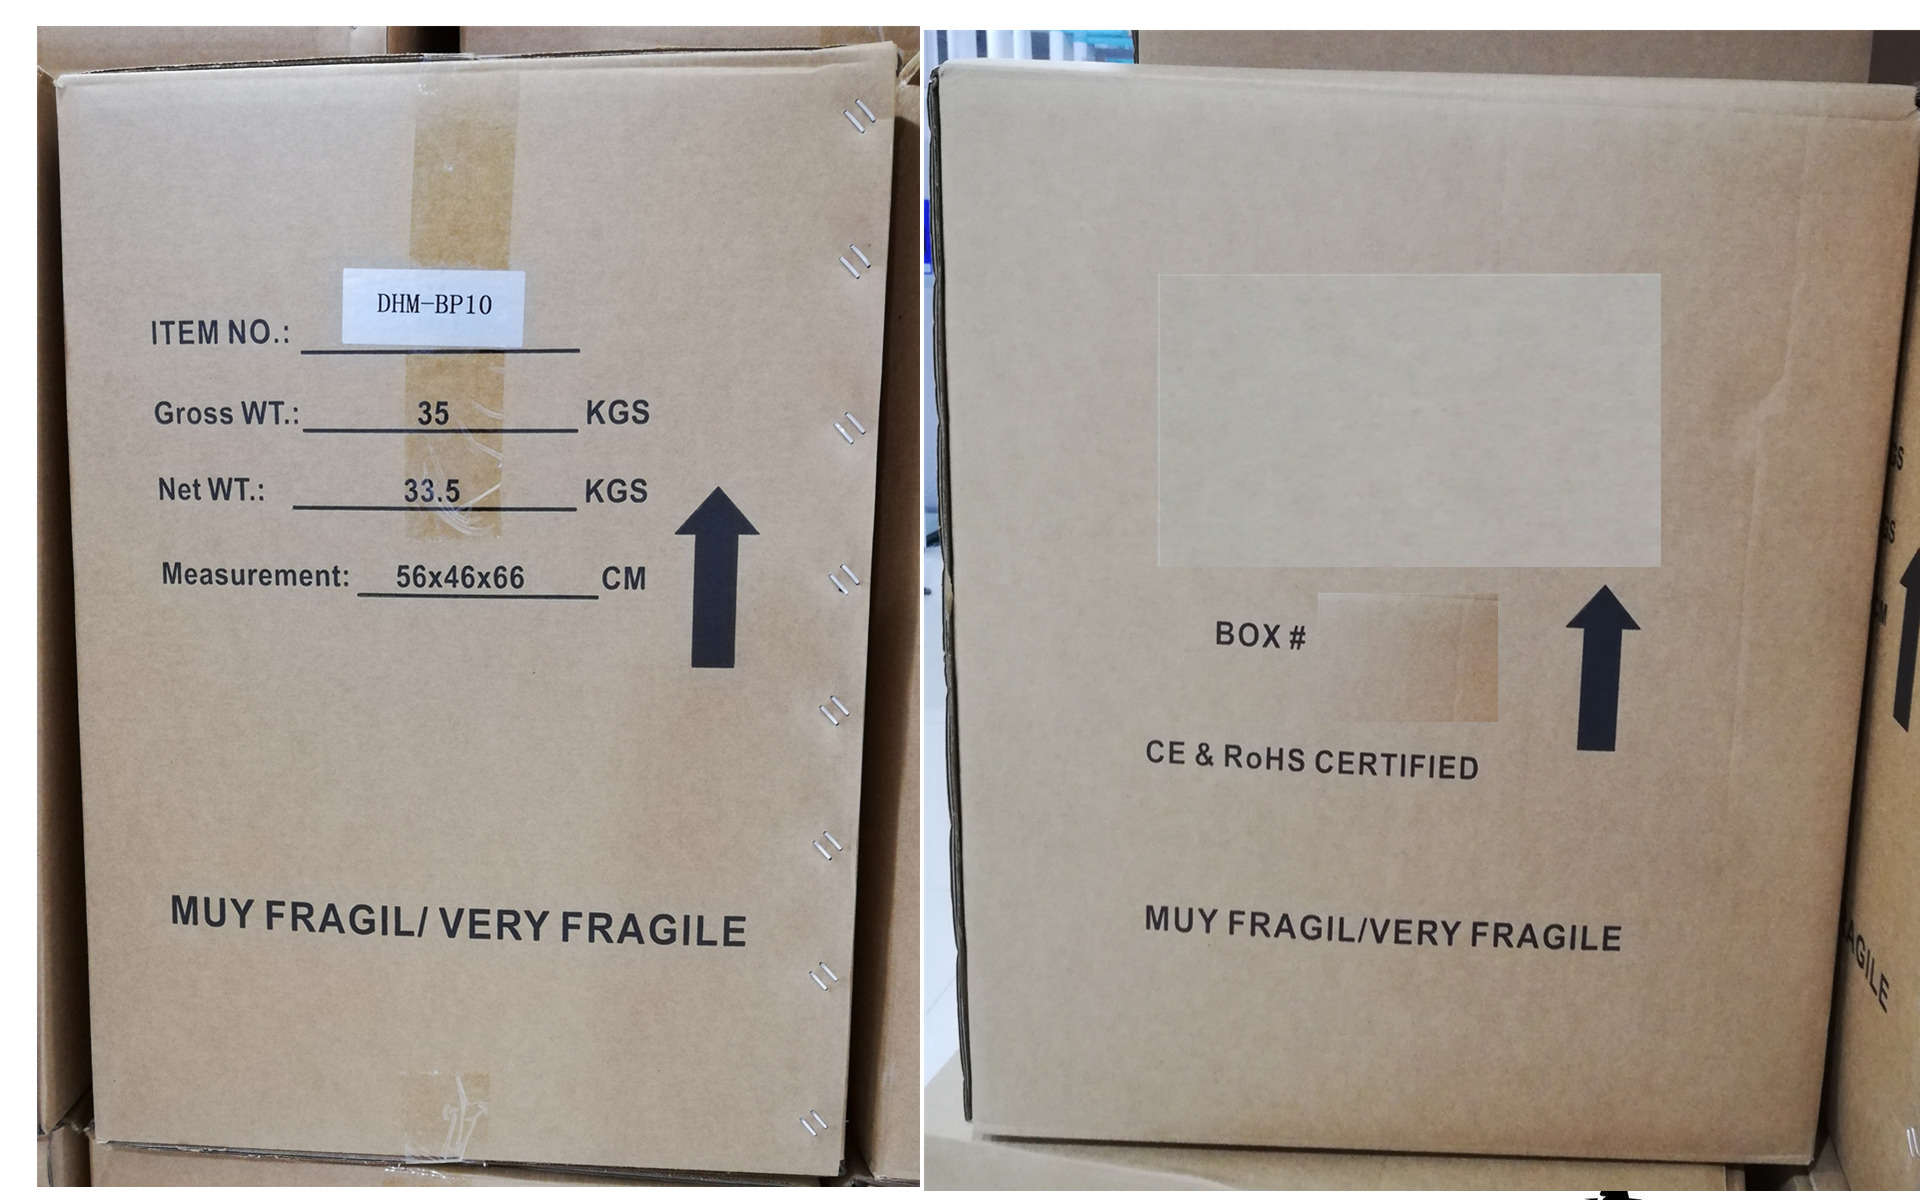 DHM-BP10
ITEM NO.:
Gross WT.: 35 KGS
Net WT.: 33.5 KGS
Measurement: 56x46x66 CM
MUY FRAGIL/ VERY FRAGILE
BOX #
CE & RoHS CERTIFIED
MUY FRAGIL/VERY FRAGILE
AGILE